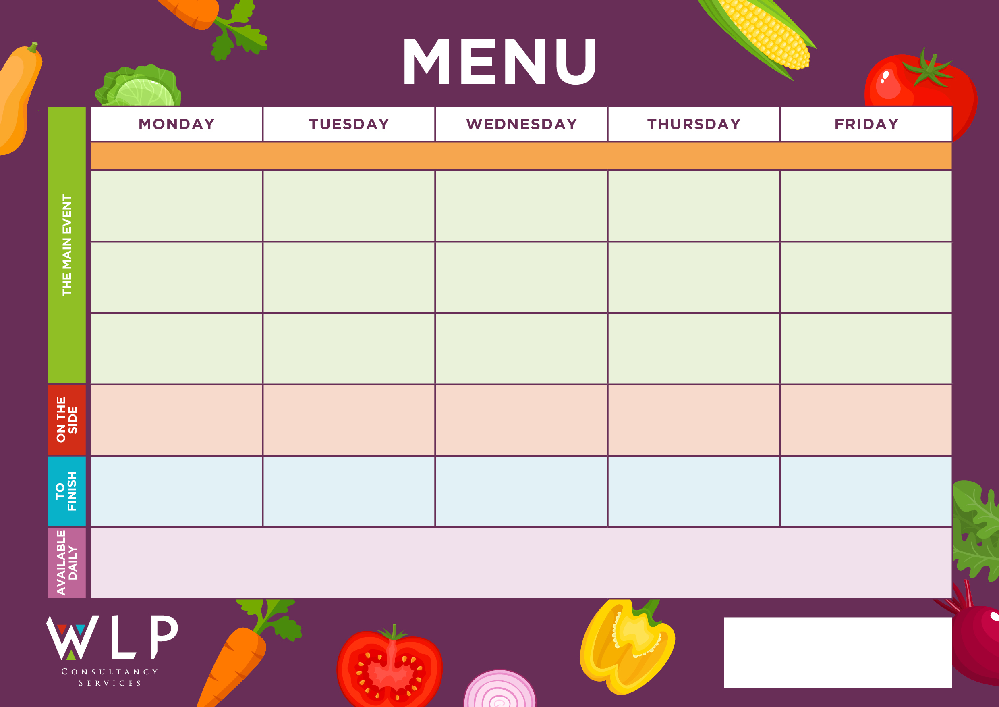 MENU
MONDAY TUESDAY WEDNESDAY THURSDAY FRIDAY
THE MAIN EVENT
ON THE
SIDE
TO
FINISH
AVAILABLE
DAILY
WLP
CONSULTANCY
SERVICES